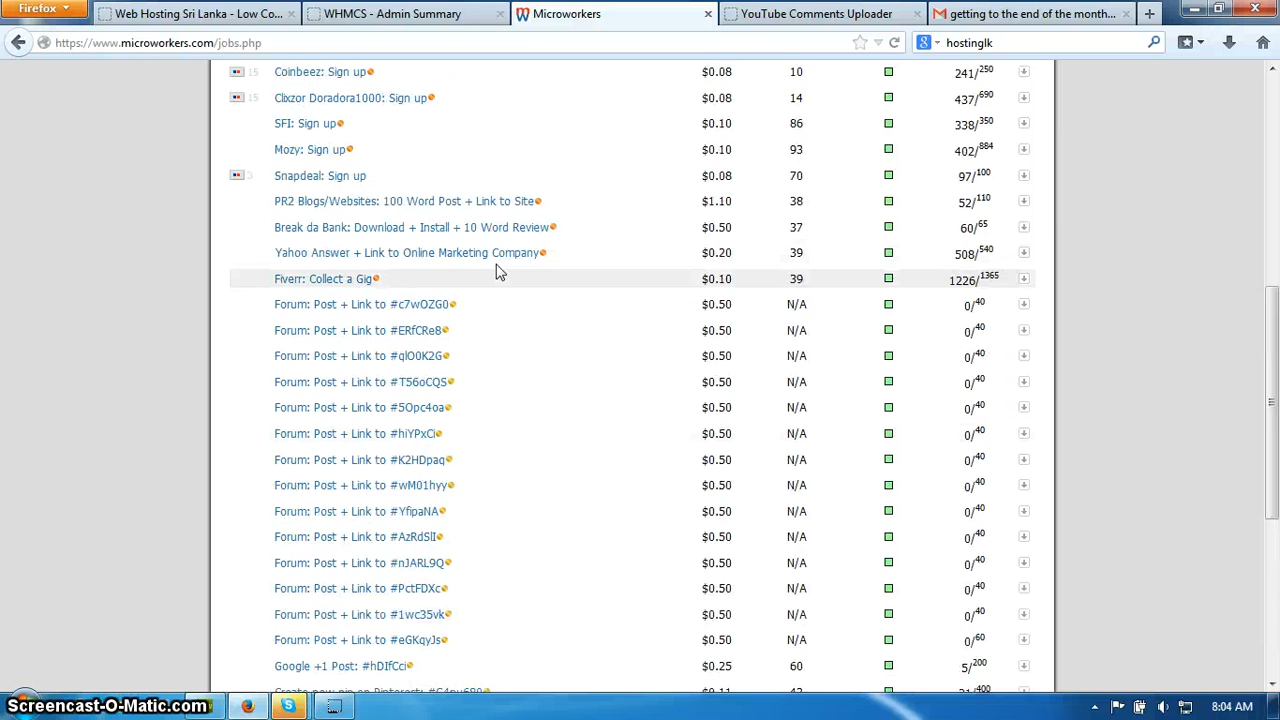 Firefox
Web Hosting Sri Lanka - Low Co...
WHMCS - Admin Summary
Microworkers
YouTube Comments Uploader
getting to the end of the month...
https://www.microworkers.com/jobs.php
hostinglk
15 Coinbeez: Sign up $0.08 10 241/250
15 Clixzor Doradora1000: Sign up $0.08 14 437/690
SFI: Sign up $0.10 86 338/350
Mozy: Sign up $0.10 93 402/884
3 Snapdeal: Sign up $0.08 70 97/100
PR2 Blogs/Websites: 100 Word Post + Link to Site $1.10 38 52/110
Break da Bank: Download + Install + 10 Word Review $0.50 37 60/65
Yahoo Answer + Link to Online Marketing Company $0.20 39 508/540
Fiverr: Collect a Gig $0.10 39 1226/1365
Forum: Post + Link to #c7wOZG0 $0.50 N/A 0/40
Forum: Post + Link to #ERfCRe8 $0.50 N/A 0/40
Forum: Post + Link to #qlO0K2G $0.50 N/A 0/40
Forum: Post + Link to #T56oCQS $0.50 N/A 0/40
Forum: Post + Link to #5Opc4oa $0.50 N/A 0/40
Forum: Post + Link to #hiYPxCi $0.50 N/A 0/40
Forum: Post + Link to #K2HDpaq $0.50 N/A 0/40
Forum: Post + Link to #wM01hyy $0.50 N/A 0/40
Forum: Post + Link to #YfipaNA $0.50 N/A 0/40
Forum: Post + Link to #AzRdSlI $0.50 N/A 0/40
Forum: Post + Link to #nJARL9Q $0.50 N/A 0/40
Forum: Post + Link to #PctFDXc $0.50 N/A 0/40
Forum: Post + Link to #1wc35vk $0.50 N/A 0/40
Forum: Post + Link to #eGKqyJs $0.50 N/A 0/60
Google +1 Post: #hDIfCci $0.25 60 5/200
Create new pin on Pinterest: $0.11
Screencast-O-Matic.com
8:04 AM